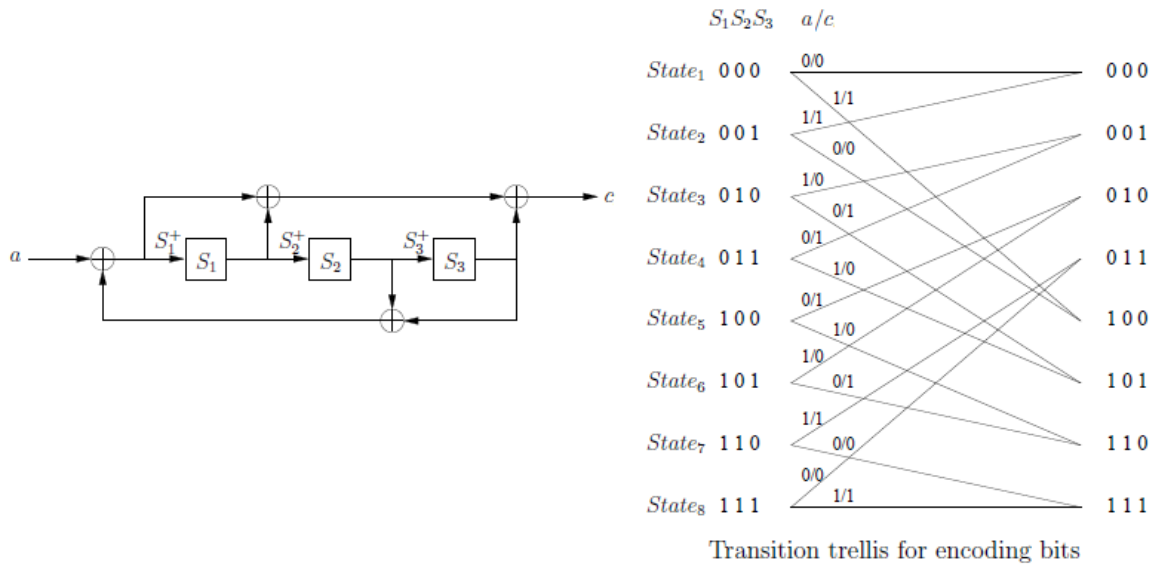 a
S₁⁺ S₁ S₂⁺ S₂ S₃⁺ S₃
c
S₁S₂S₃ a/c
State₁ 0 0 0 0/0 0 0 0
1/1
State₂ 0 0 1 1/1 0 0 1
0/0
State₃ 0 1 0 1/0 0 1 0
0/1
State₄ 0 1 1 0/1 0 1 1
1/0
State₅ 1 0 0 0/1 1 0 0
1/0
State₆ 1 0 1 1/0 1 0 1
0/1
State₇ 1 1 0 1/1 1 1 0
0/0
State₈ 1 1 1 0/0 1 1 1
1/1
Transition trellis for encoding bits